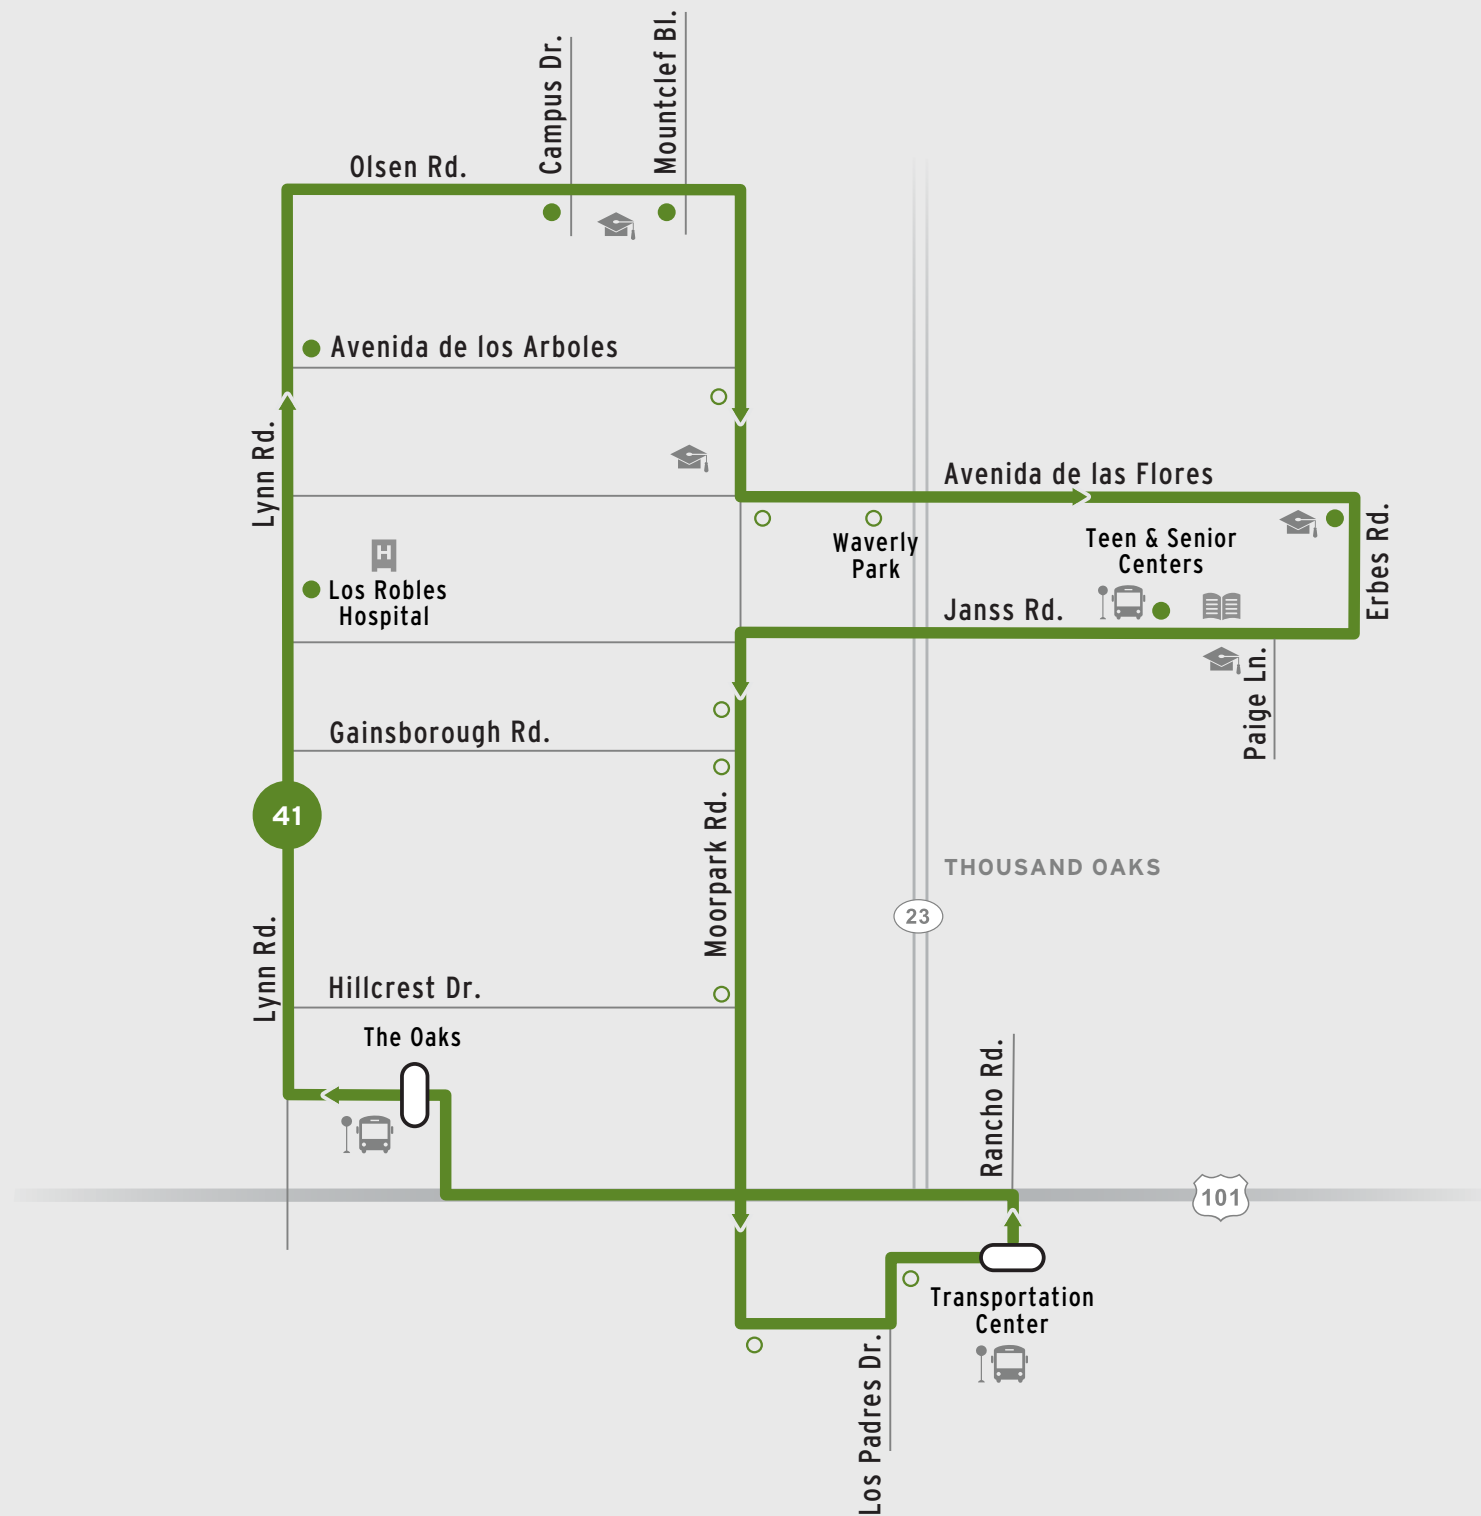 Campus Dr.
Mountclef Bl.
Olsen Rd.
Avenida de los Arboles
Lynn Rd.
Avenida de las Flores
Waverly
Park
Teen & Senior
Centers
Erbes Rd.
H
Los Robles
Hospital
Janss Rd.
Paige Ln.
Gainsborough Rd.
41
Moorpark Rd.
THOUSAND OAKS
23
Lynn Rd.
Hillcrest Dr.
The Oaks
Rancho Rd.
101
Transportation
Center
Los Padres Dr.